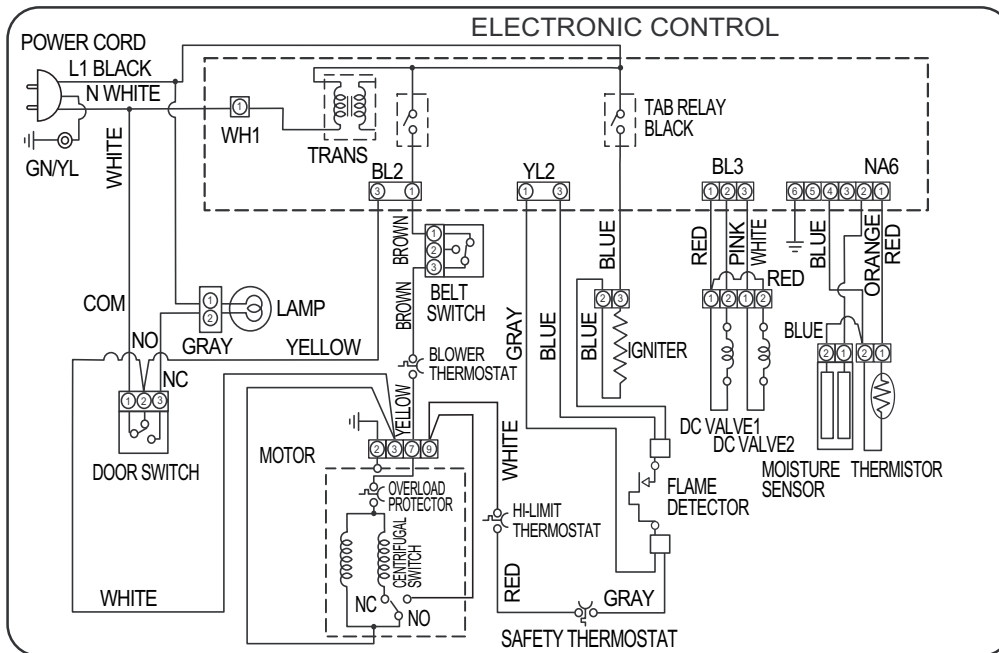 ELECTRONIC CONTROL
POWER CORD
L1 BLACK
N WHITE
GN/YL
WHITE
1
WH1
TRANS
TAB RELAY
BLACK
BL2
3 1
YL2
1 3
BL3
1 2 3
NA6
6 5 4 3 2 1
BROWN
1
2
3
BELT
SWITCH
BROWN
BLUE
RED
PINK
WHITE
BLUE
ORANGE
RED
COM
1
2
LAMP
GRAY
NO
NC
YELLOW
BLOWER
THERMOSTAT
YELLOW
GRAY
BLUE
BLUE
2 3
IGNITER
RED
1 2 1 2
DC VALVE1
DC VALVE2
BLUE
2 1 2 1
MOISTURE
SENSOR
THERMISTOR
1 2 3
DOOR SWITCH
MOTOR
2 3 7 9
OVERLOAD
PROTECTOR
CENTRIFUGAL
SWITCH
NC
NO
WHITE
WHITE
HI-LIMIT
THERMOSTAT
RED
FLAME
DETECTOR
GRAY
SAFETY THERMOSTAT